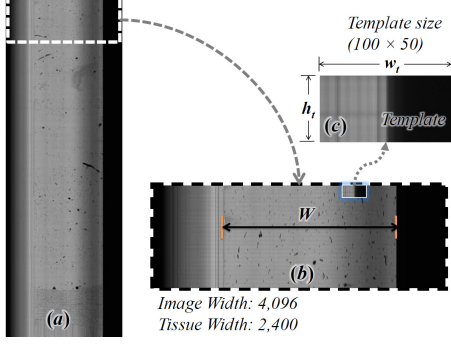 Template size
(100 × 50)
w_t
h_t
(c)
Template
W
(b)
(a)
Image Width: 4,096
Tissue Width: 2,400